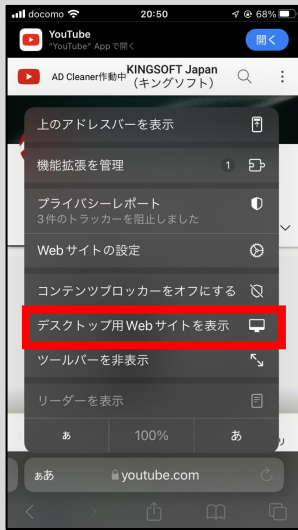 docomo 20:50 68%
YouTube
"YouTube" Appで開く
開く
AD Cleaner作動中
KINGSOFT Japan
（キングソフト）
上のアドレスバーを表示
機能拡張を管理 1
プライバシーレポート
3件のトラッカーを阻止しました
Webサイトの設定
コンテンツブロッカーをオフにする
デスクトップ用Webサイトを表示
ツールバーを非表示
リーダーを表示
あ 100% あ
リ
ああ youtube.com